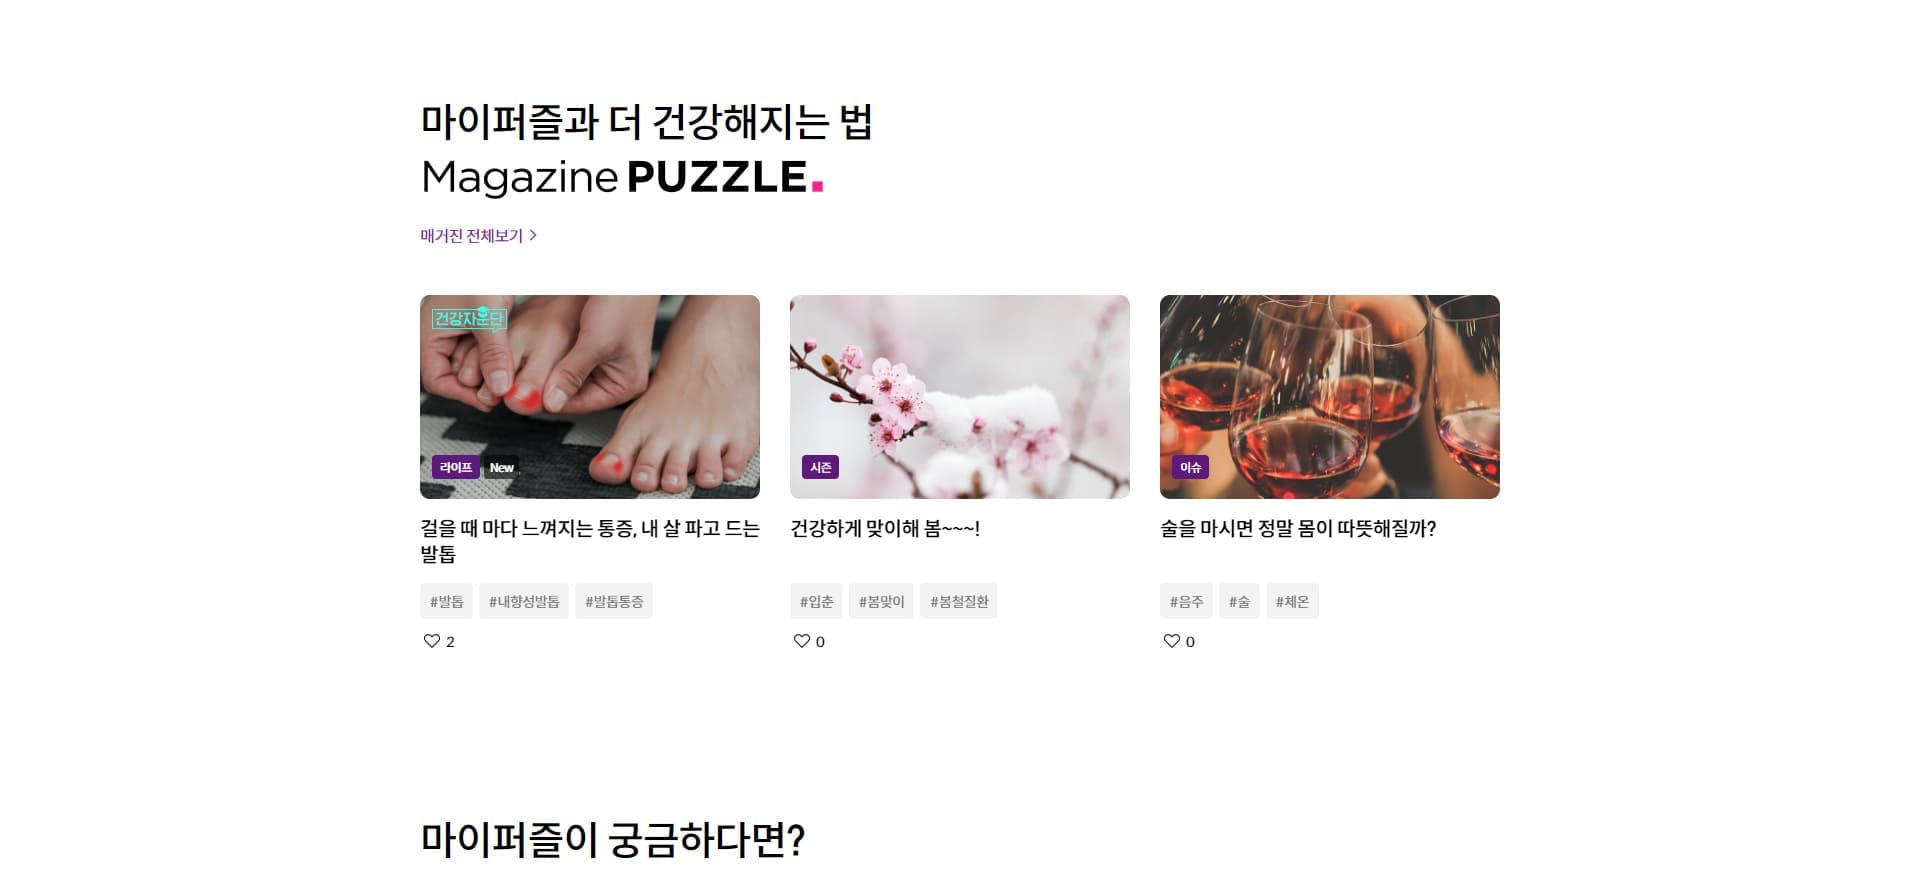 마이퍼즐과 더 건강해지는 법
Magazine PUZZLE.
매거진 전체보기 >
건강자문단
라이프 New
걸을 때 마다 느껴지는 통증, 내 살 파고 드는
발톱
#발톱 #내향성발톱 #발톱통증
2
시즌
건강하게 맞이해 봄~~~!
#입춘 #봄맞이 #봄철질환
0
이슈
술을 마시면 정말 몸이 따뜻해질까?
#음주 #술 #체온
0
마이퍼즐이 궁금하다면?